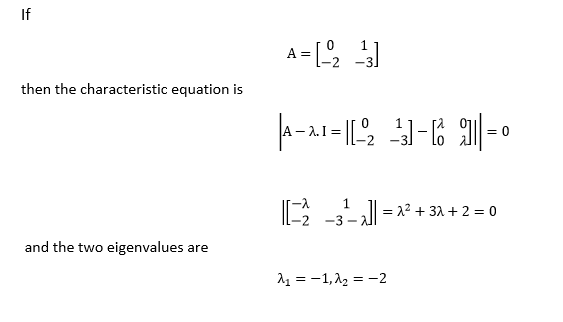 If
A = [0 1 −2 −3]
then the characteristic equation is
|A − λ.I = |[0 1 −2 −3] − [λ 0 0 λ]|| = 0
|[−λ 1 −2 −3 − λ]| = λ² + 3λ + 2 = 0
and the two eigenvalues are
λ₁ = −1, λ₂ = −2